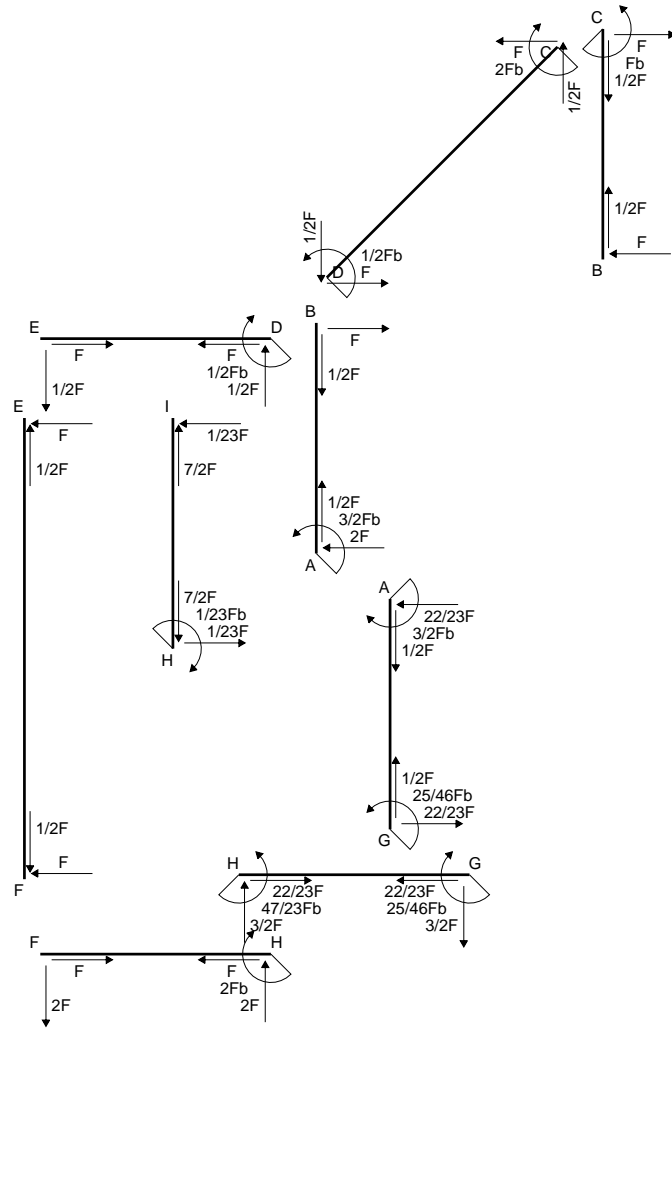 C
F
C
F
Fb
2Fb
1/2F
1/2F
1/2F
F
B
1/2F
1/2Fb
D
F
E
D
B
F
F
F
1/2Fb
1/2F
1/2F
1/2F
E
I
F
1/23F
1/2F
7/2F
1/2F
3/2Fb
2F
A
A
7/2F
1/23Fb
1/23F
H
22/23F
3/2Fb
1/2F
1/2F
25/46Fb
22/23F
G
1/2F
F
F
H
G
22/23F
22/23F
47/23Fb
25/46Fb
3/2F
3/2F
F
H
F
F
2Fb
2F
2F